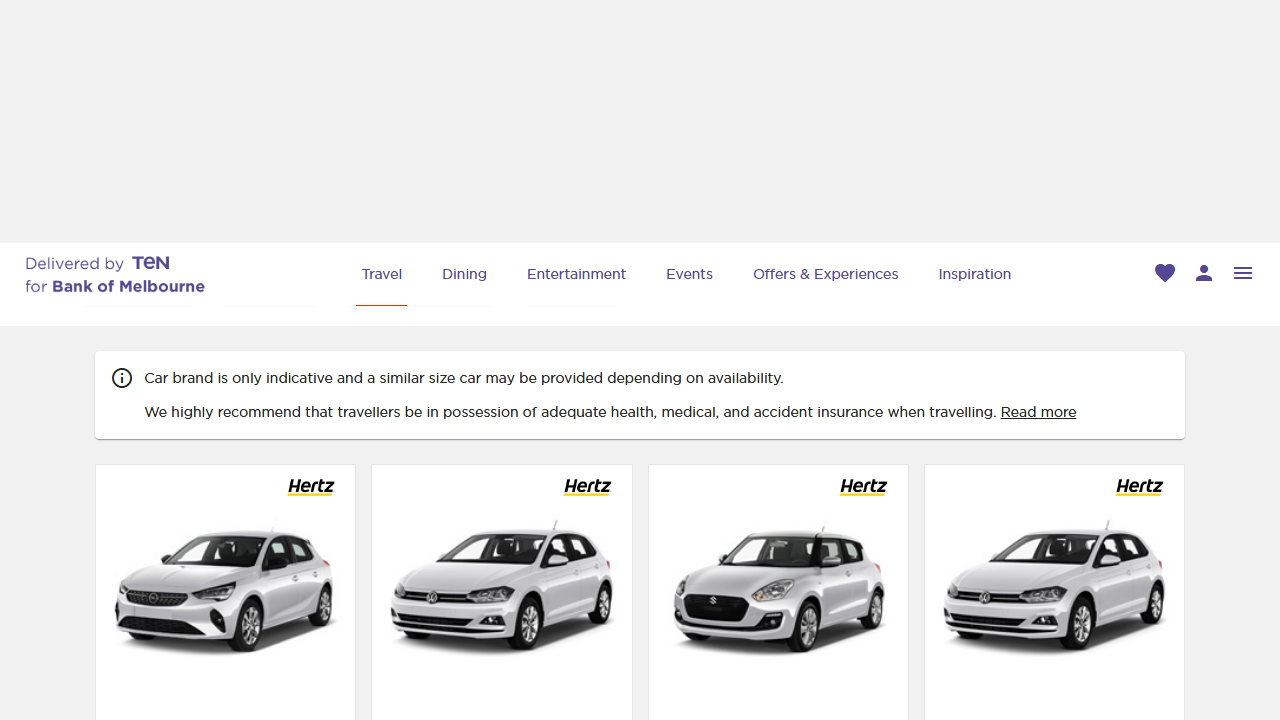 Delivered by TEN
for Bank of Melbourne
Travel
Dining
Entertainment
Events
Offers & Experiences
Inspiration
Car brand is only indicative and a similar size car may be provided depending on availability.
We highly recommend that travellers be in possession of adequate health, medical, and accident insurance when travelling. Read more
Hertz
Hertz
Hertz
Hertz